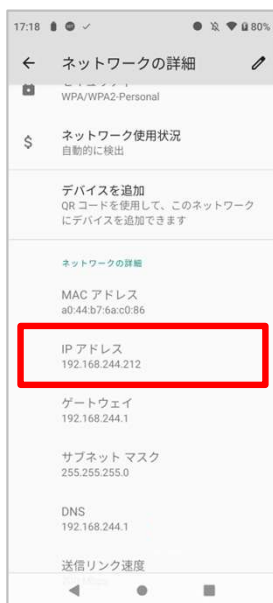 17:18 80%
ネットワークの詳細
WPA/WPA2-Personal
$ ネットワーク使用状況
自動的に検出
デバイスを追加
QR コードを使用して、このネットワーク
にデバイスを追加できます
ネットワークの詳細
MAC アドレス
a0:44:b7:6a:c0:86
IP アドレス
192.168.244.212
ゲートウェイ
192.168.244.1
サブネット マスク
255.255.255.0
DNS
192.168.244.1
送信リンク速度